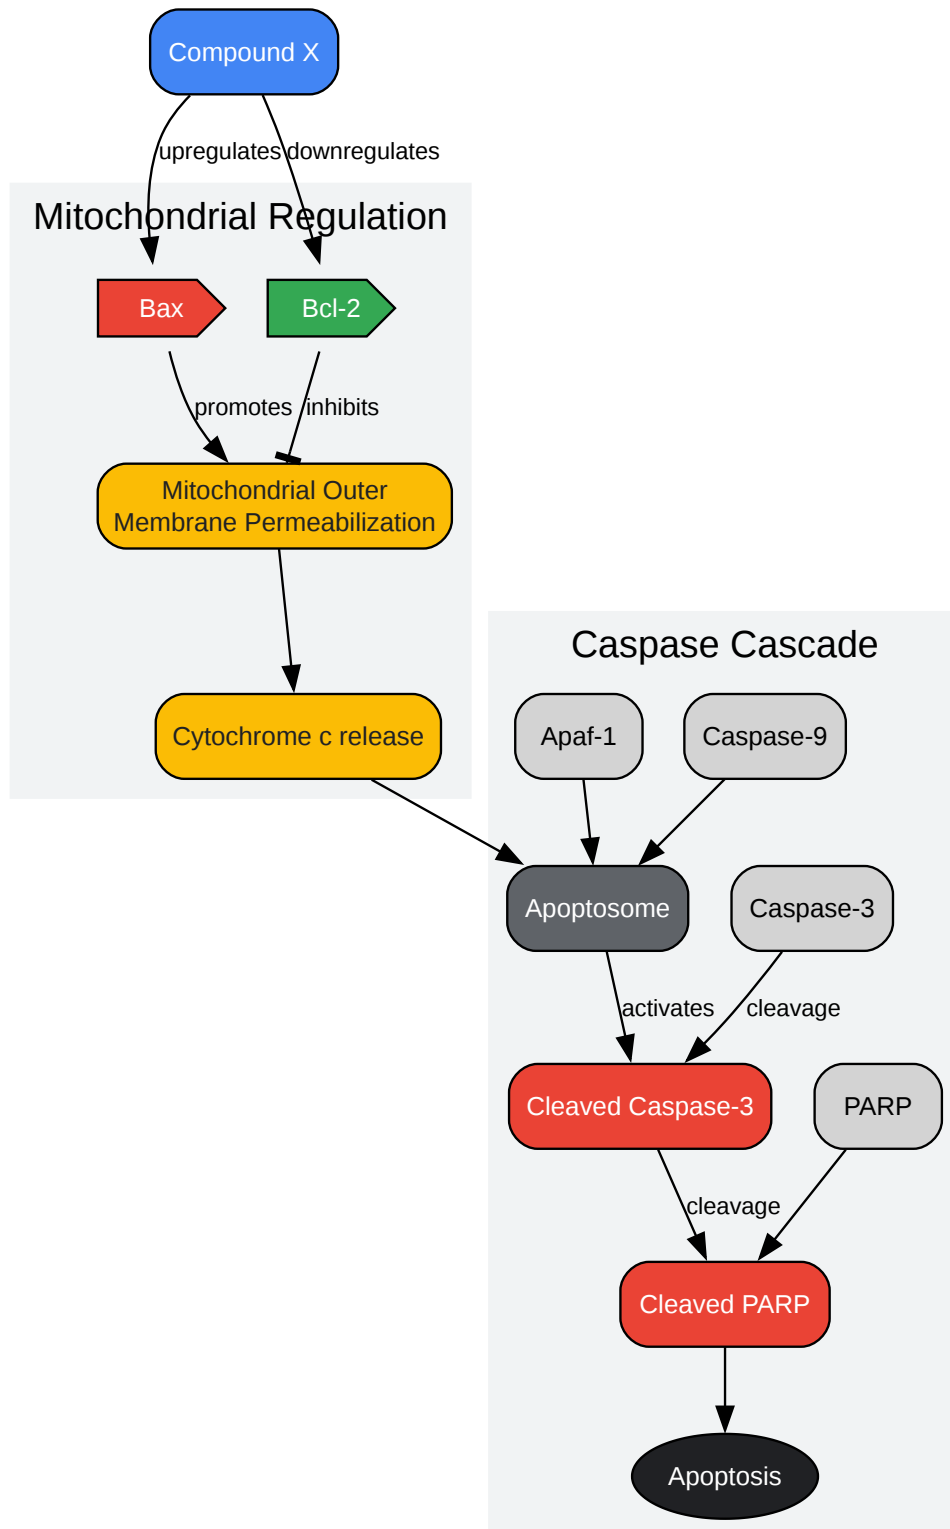 Compound X
upregulates
downregulates
Mitochondrial Regulation
Bax
Bcl-2
promotes
inhibits
Mitochondrial Outer
Membrane Permeabilization
Cytochrome c release
Caspase Cascade
Apaf-1
Caspase-9
Apoptosome
Caspase-3
activates
cleavage
Cleaved Caspase-3
PARP
cleavage
Cleaved PARP
Apoptosis